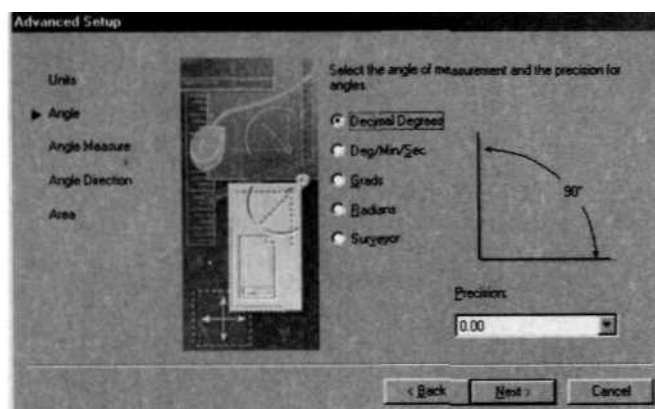 Advanced Setup
Units
Angle
Angle Measure
Angle Direction
Area
Select the angle of measurement and the precision for
angles.
Decimal Degrees
Deg/Min/Sec
Grads
Radians
Surveyor
90°
Precision:
0.00
< Back
Next >
Cancel